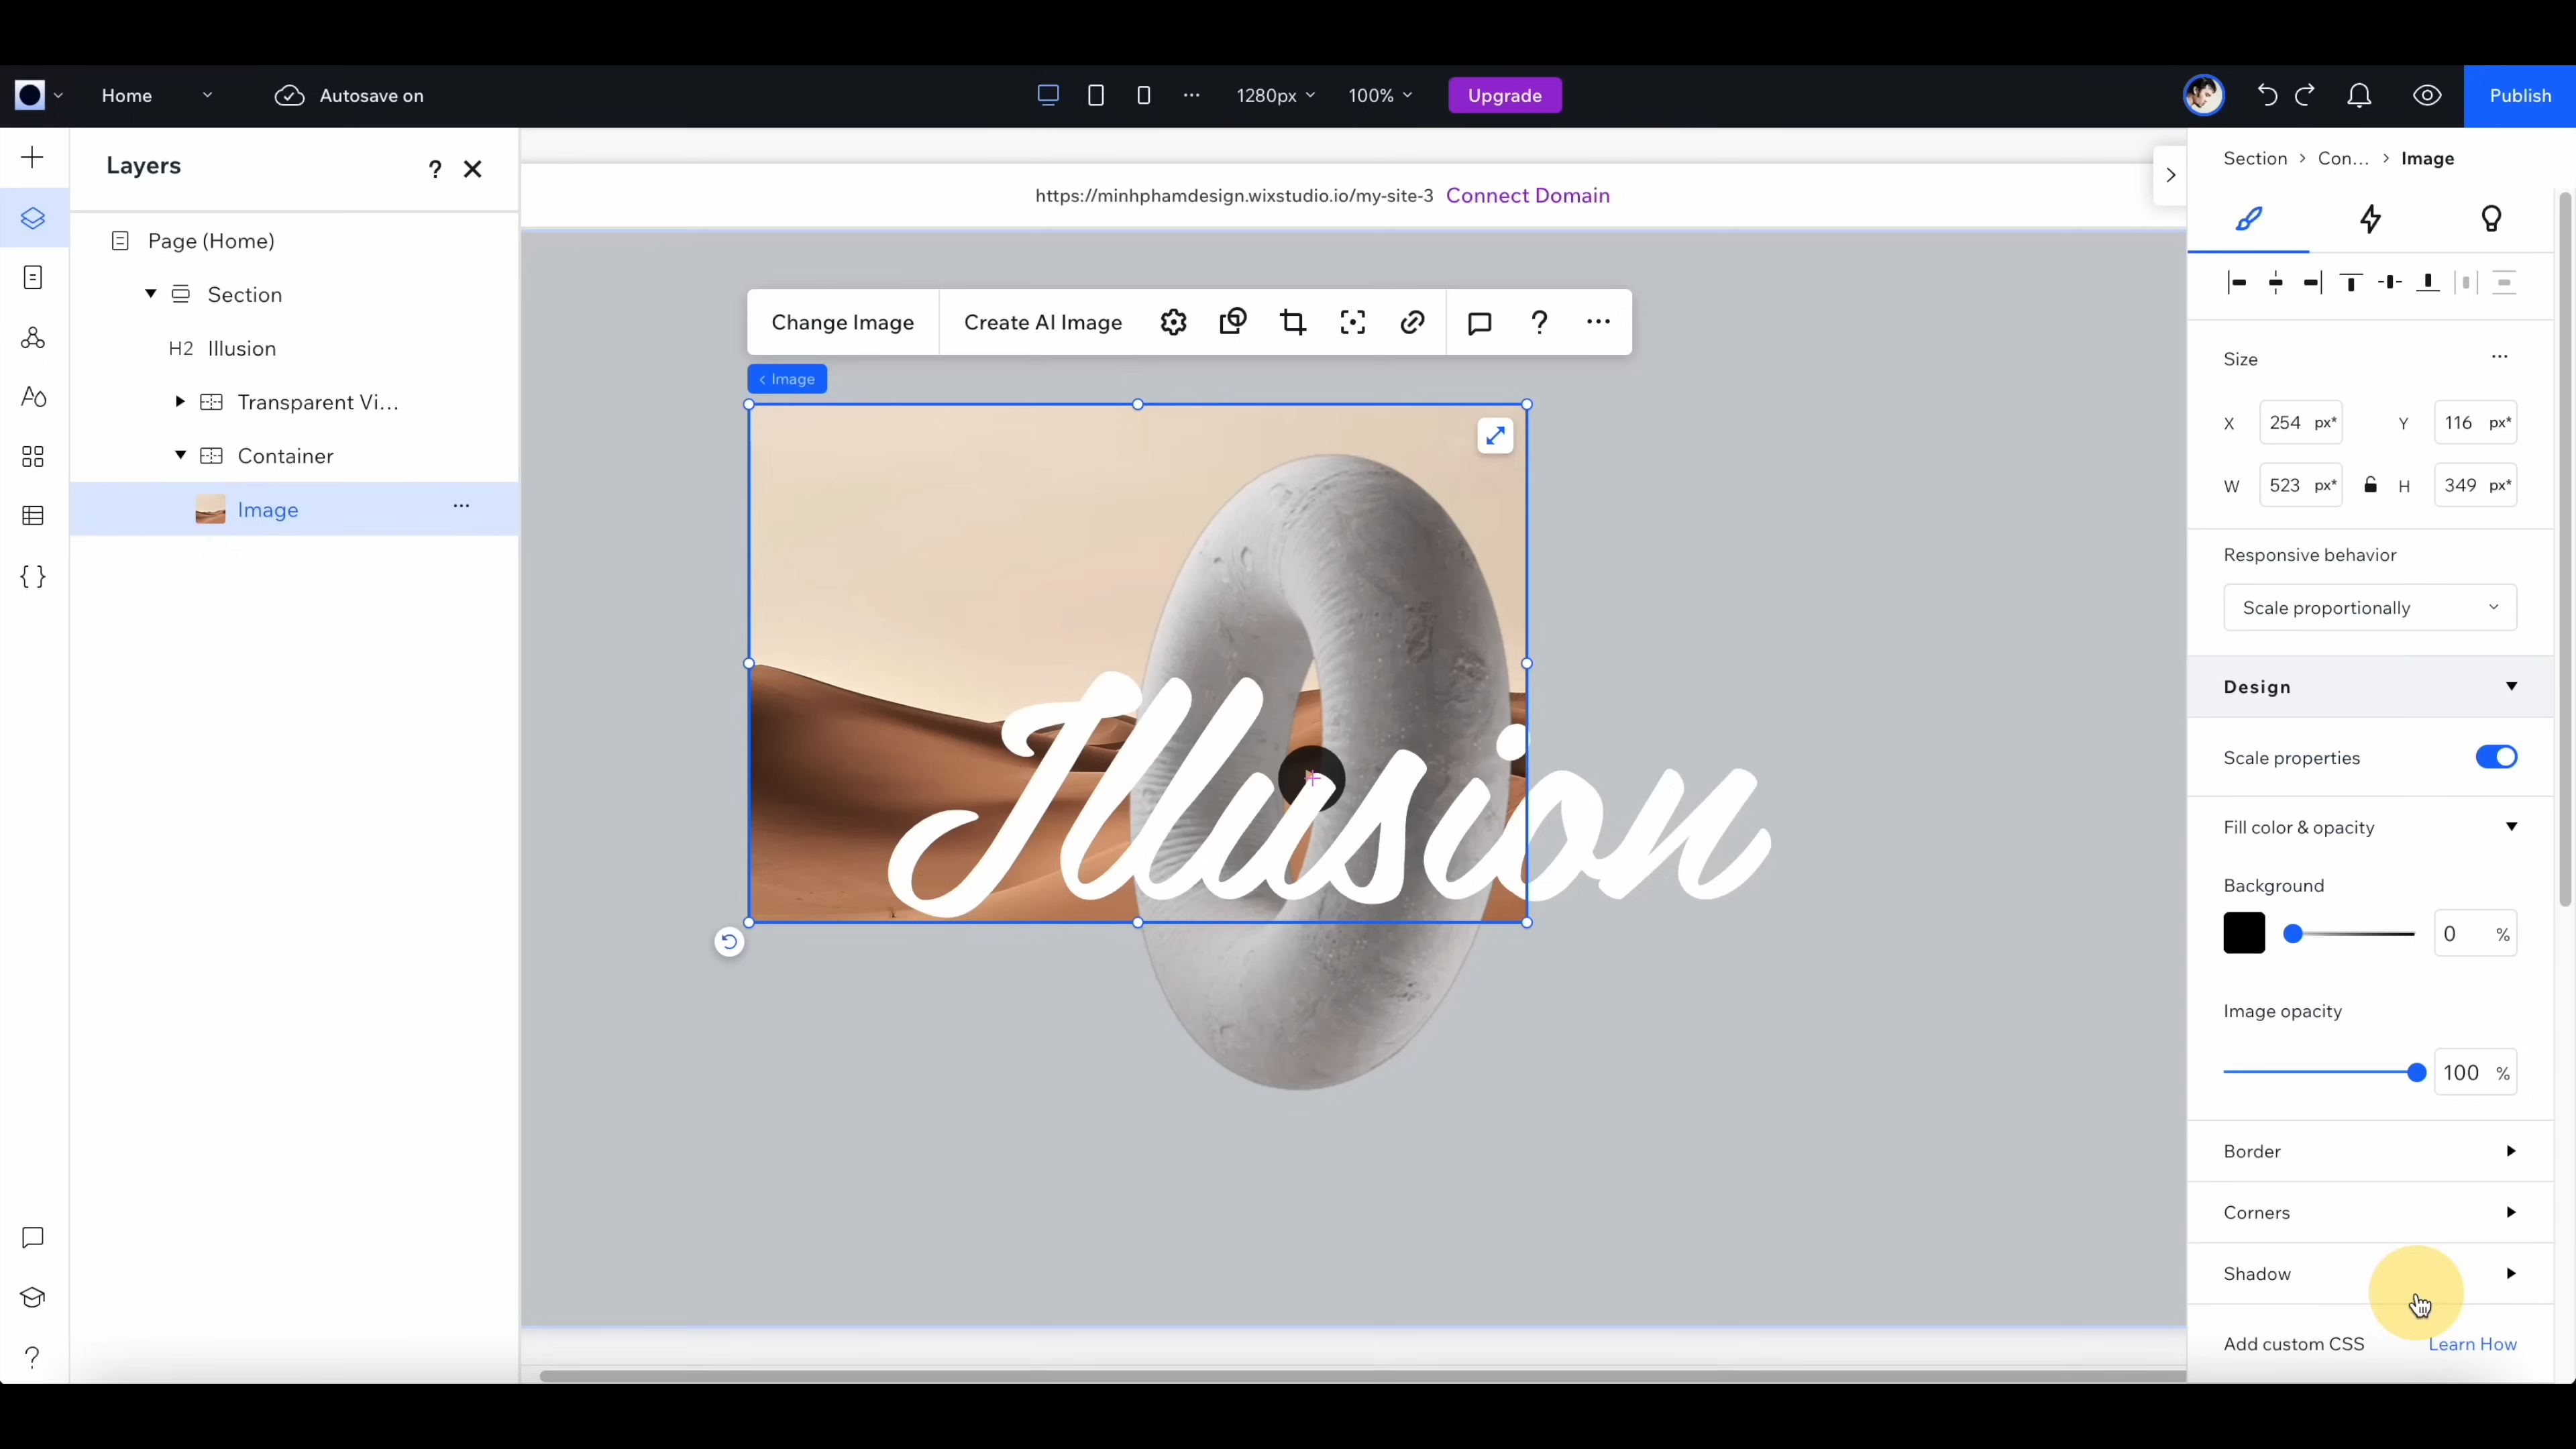 Home
Autosave on
1280px
100%
Upgrade
Publish
Layers
?
Page (Home)
Section
H2 Illusion
Transparent Vi...
Container
Image
https://minhphamdesign.wixstudio.io/my-site-3 Connect Domain
Change Image
Create AI Image
?
< Image
Illusion
Section > Con... > Image
Size
X 254 px* Y 116 px*
W 523 px* H 349 px*
Responsive behavior
Scale proportionally
Design
Scale properties
Fill color & opacity
Background
0 %
Image opacity
100 %
Border
Corners
Shadow
Add custom CSS Learn How
?